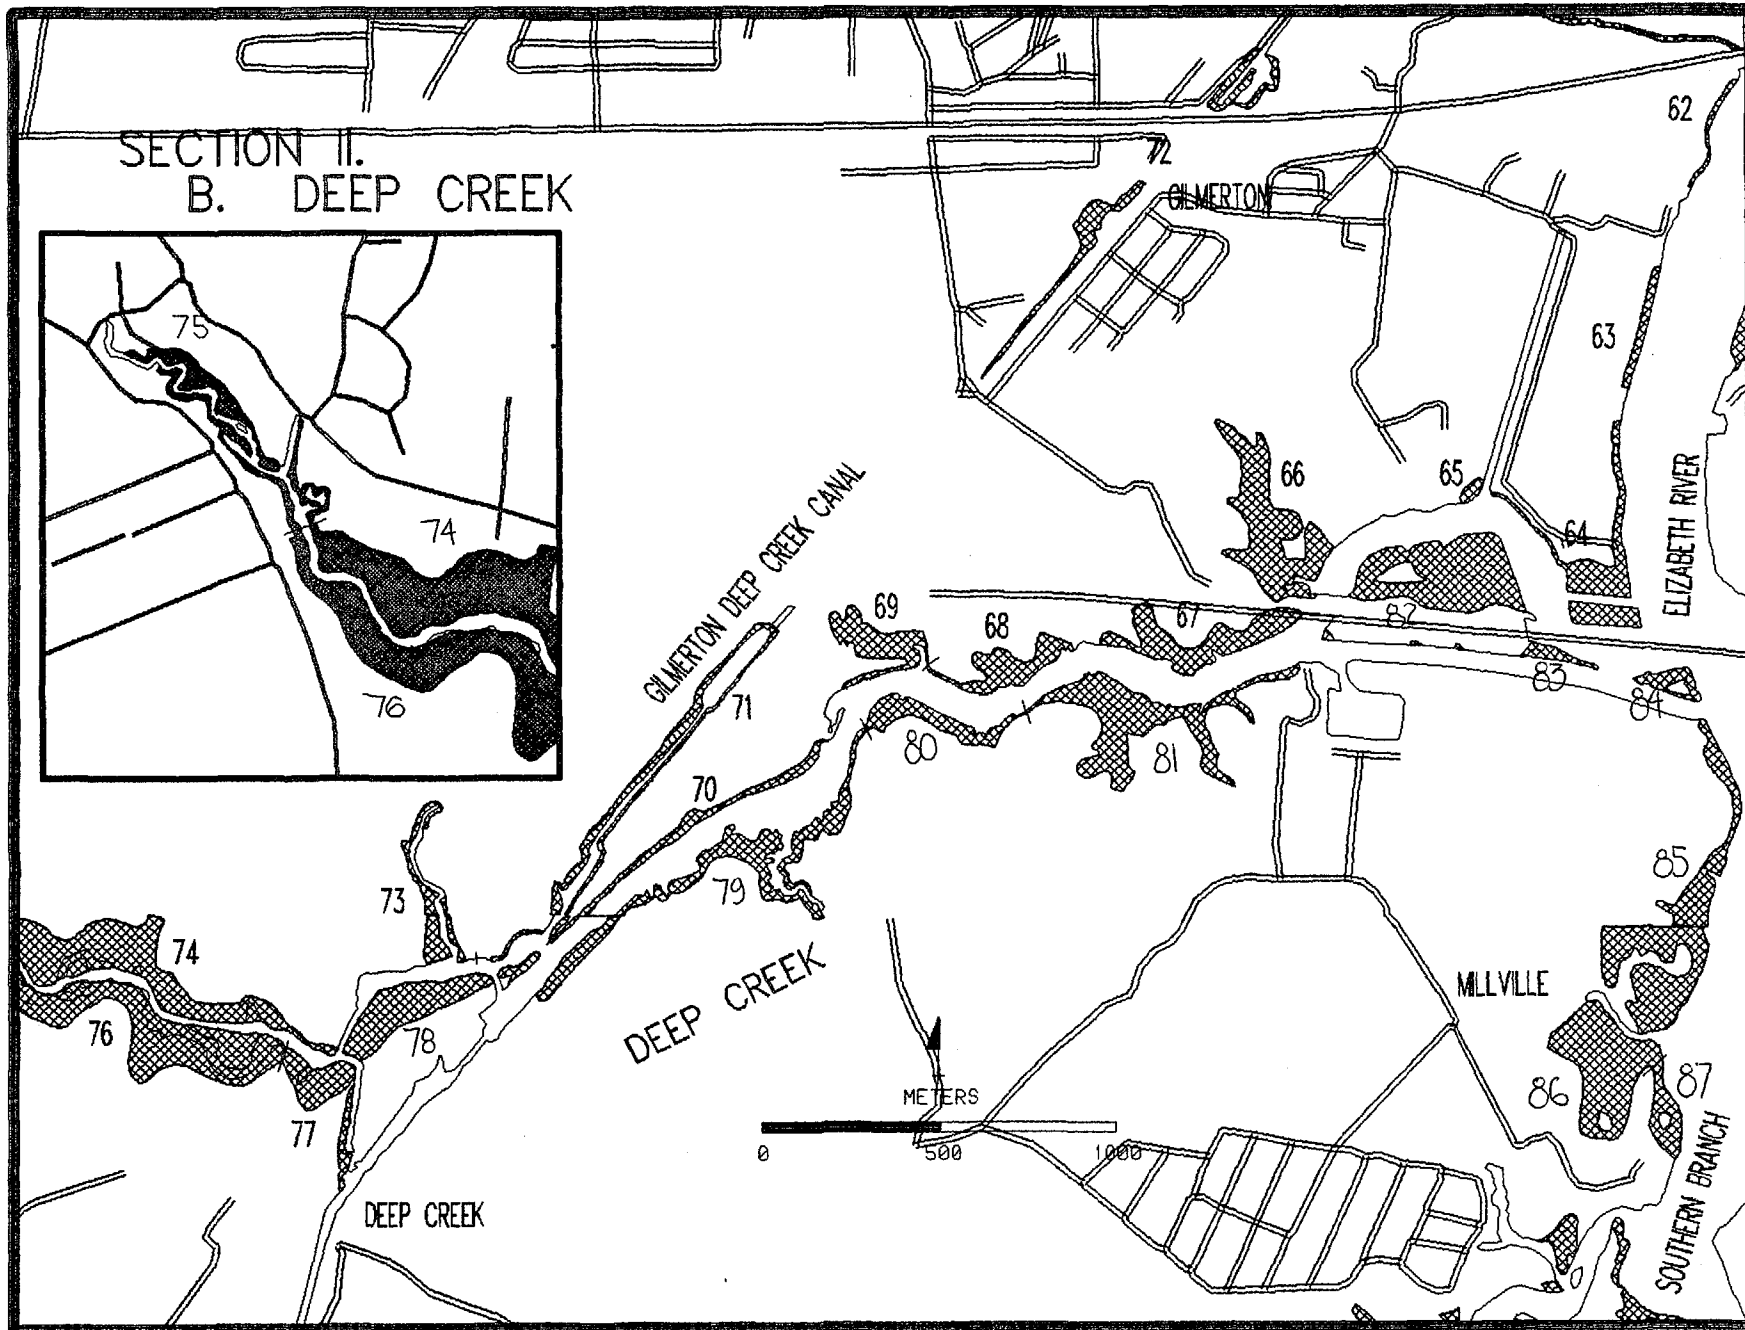 SECTION II.
B. DEEP CREEK
62
72
GILMERTON
75
63
74
66
65
64
ELIZABETH RIVER
GILMERTON DEEP CREEK CANAL
69
68
67
82
76
71
83
84
80
81
70
79
85
73
74
DEEP CREEK
MILLVILLE
76
78
METERS
0 500 1000
77
86
87
DEEP CREEK
SOUTHERN BRANCH